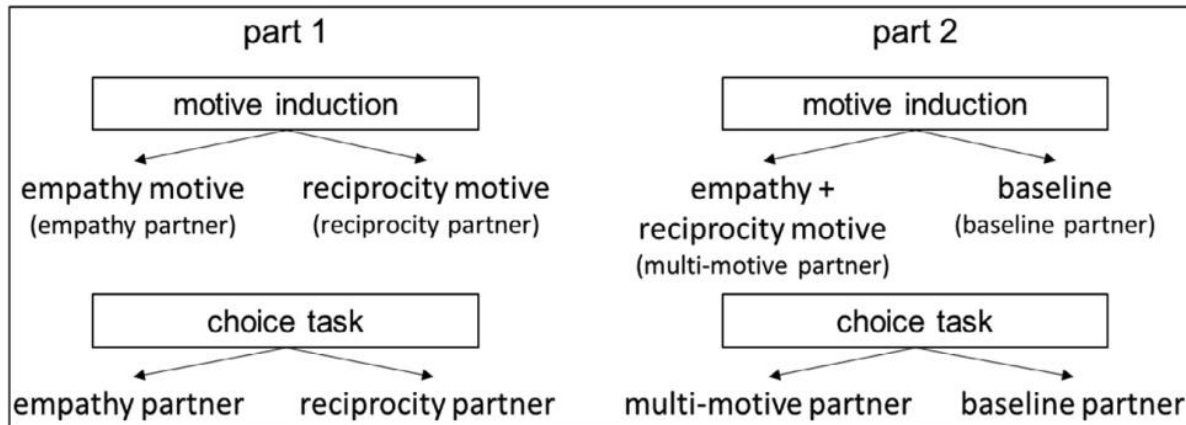 part 1
motive induction
empathy motive
(empathy partner)
reciprocity motive
(reciprocity partner)
choice task
empathy partner
reciprocity partner
part 2
motive induction
empathy +
reciprocity motive
(multi-motive partner)
baseline
(baseline partner)
choice task
multi-motive partner
baseline partner